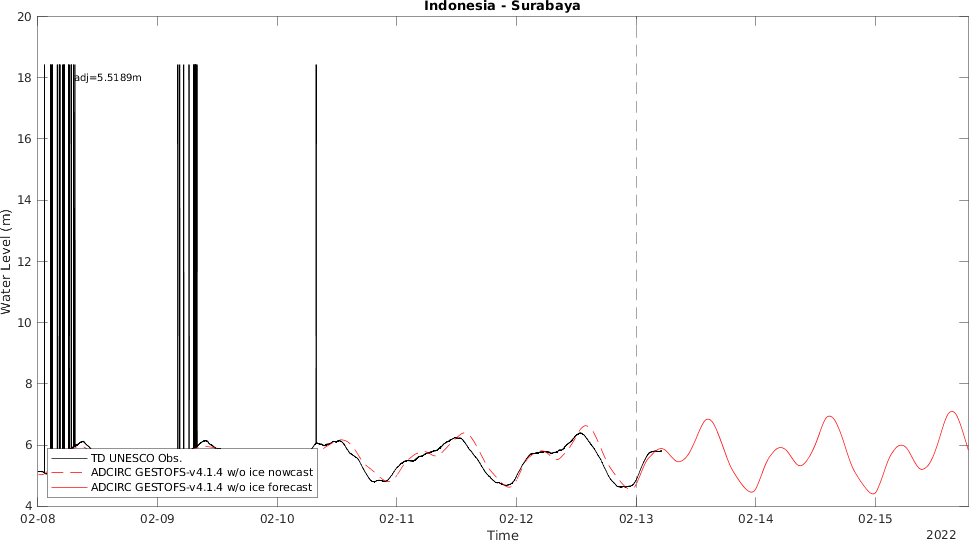 Indonesia - Surabaya
20
18
16
14
12
10
8
6
4
Water Level (m)
adj=5.5189m
TD UNESCO Obs.
ADCIRC GESTOFS-v4.1.4 w/o ice nowcast
ADCIRC GESTOFS-v4.1.4 w/o ice forecast
02-08 02-09 02-10 02-11 02-12 02-13 02-14 02-15
Time
2022